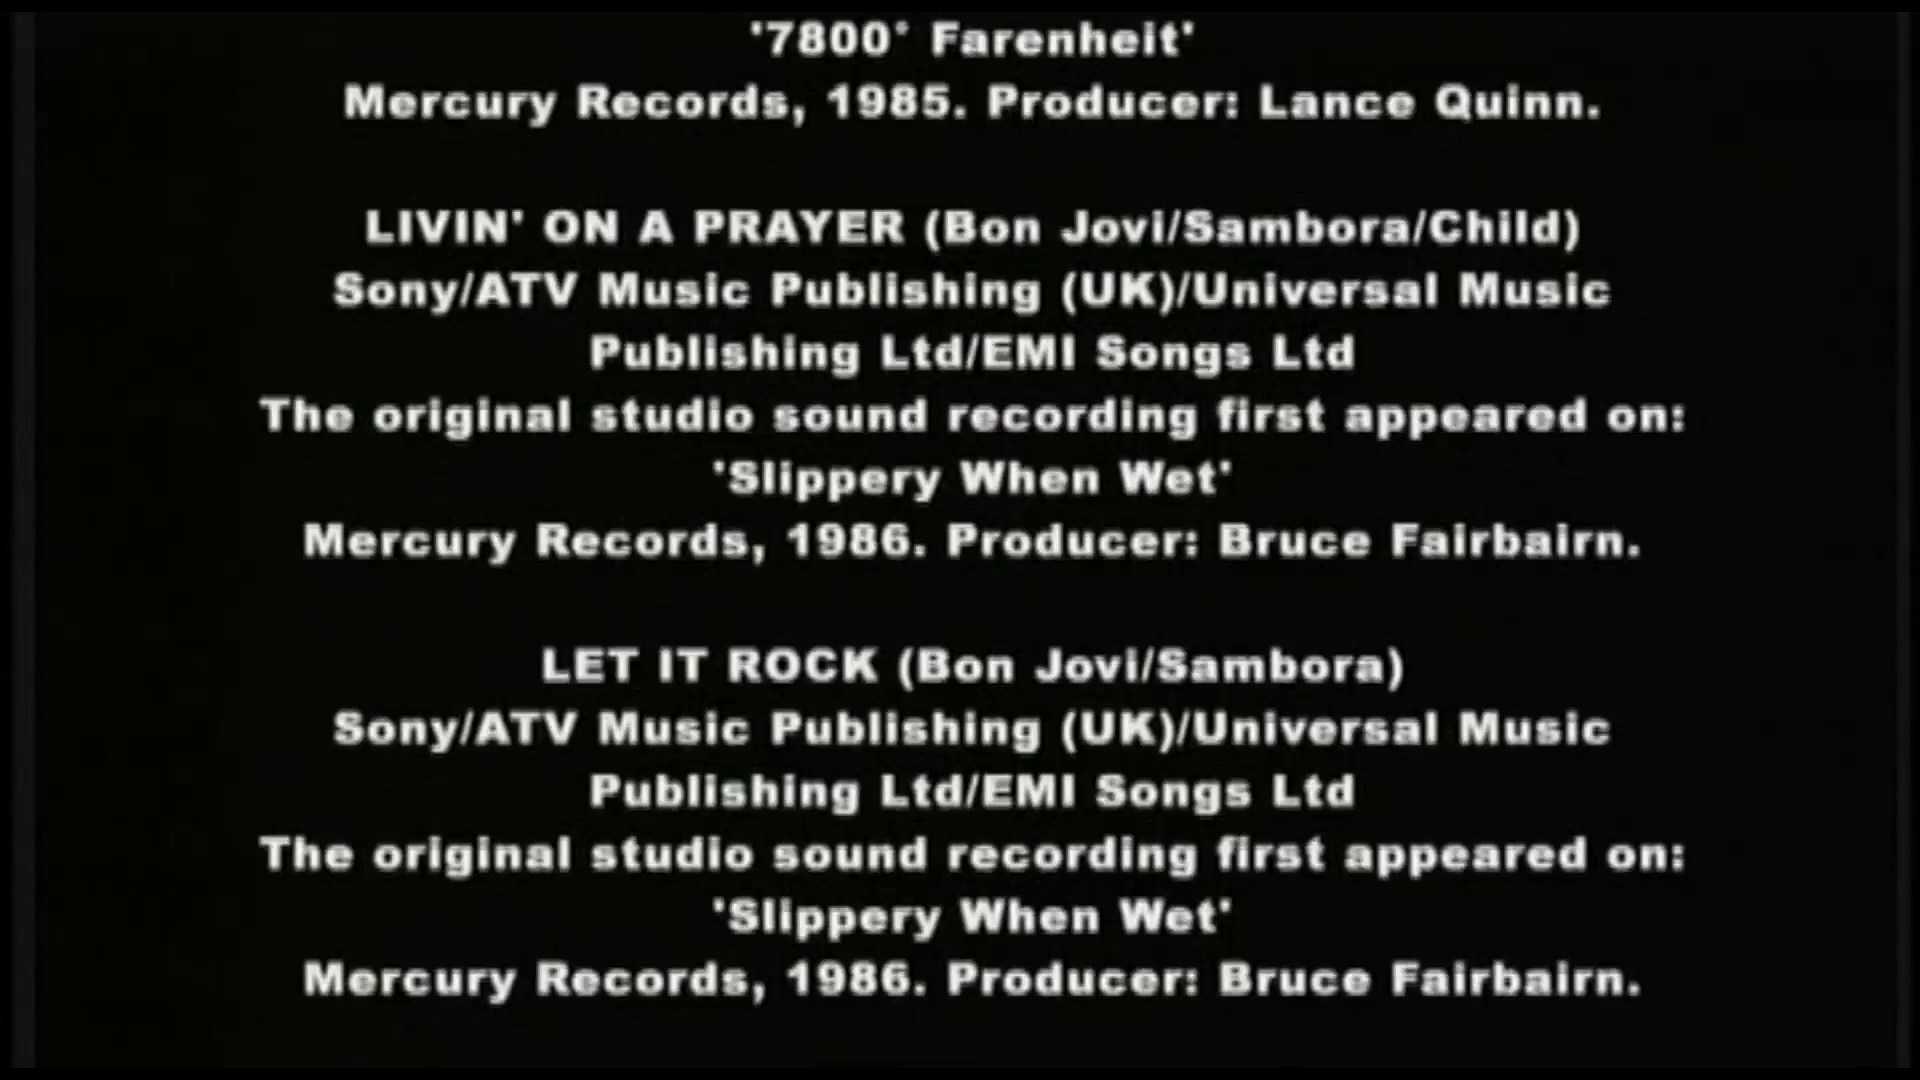 '7800° Farenheit'
Mercury Records, 1985. Producer: Lance Quinn.
LIVIN' ON A PRAYER (Bon Jovi/Sambora/Child)
Sony/ATV Music Publishing (UK)/Universal Music
Publishing Ltd/EMI Songs Ltd
The original studio sound recording first appeared on:
'Slippery When Wet'
Mercury Records, 1986. Producer: Bruce Fairbairn.
LET IT ROCK (Bon Jovi/Sambora)
Sony/ATV Music Publishing (UK)/Universal Music
Publishing Ltd/EMI Songs Ltd
The original studio sound recording first appeared on:
'Slippery When Wet'
Mercury Records, 1986. Producer: Bruce Fairbairn.